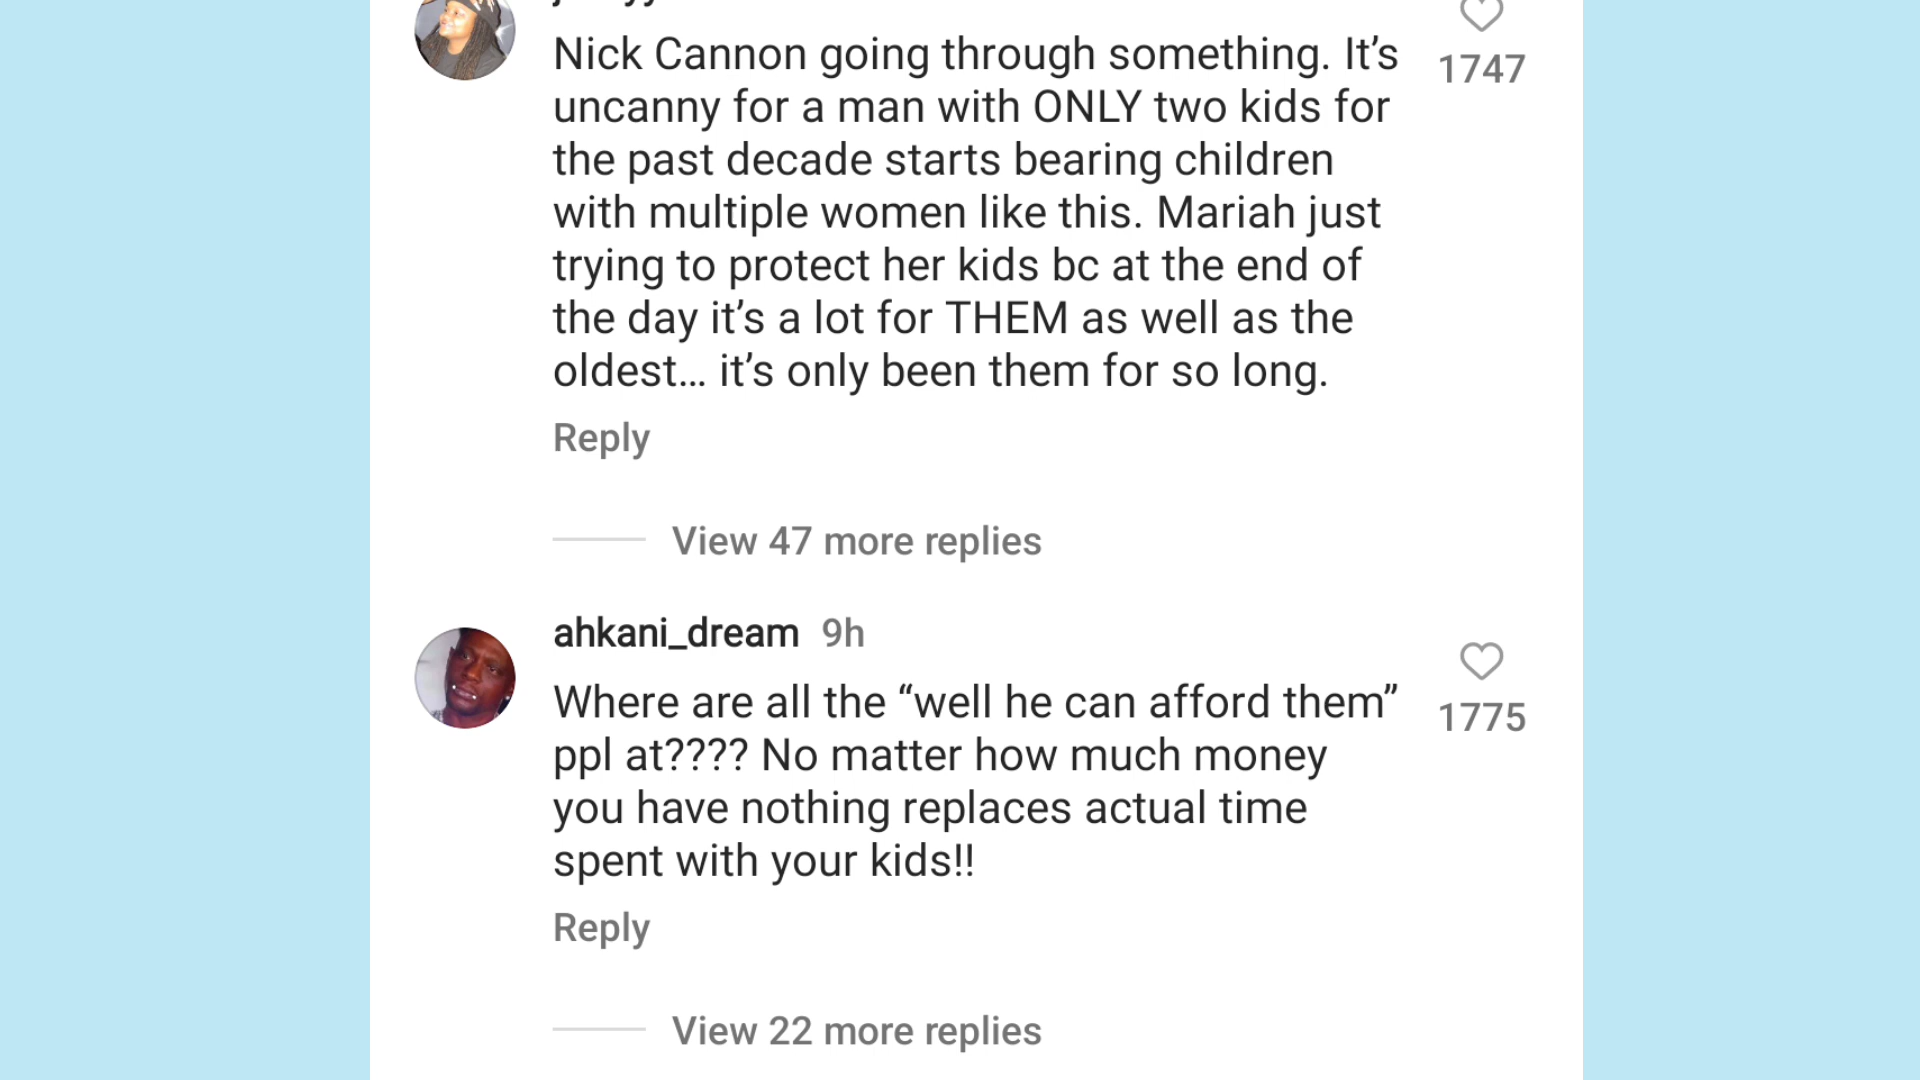 Nick Cannon going through something. It’s
1747
uncanny for a man with ONLY two kids for
the past decade starts bearing children
with multiple women like this. Mariah just
trying to protect her kids bc at the end of
the day it’s a lot for THEM as well as the
oldest... it’s only been them for so long.
Reply
View 47 more replies
ahkani_dream 9h
Where are all the “well he can afford them”
1775
ppl at???? No matter how much money
you have nothing replaces actual time
spent with your kids!!
Reply
View 22 more replies